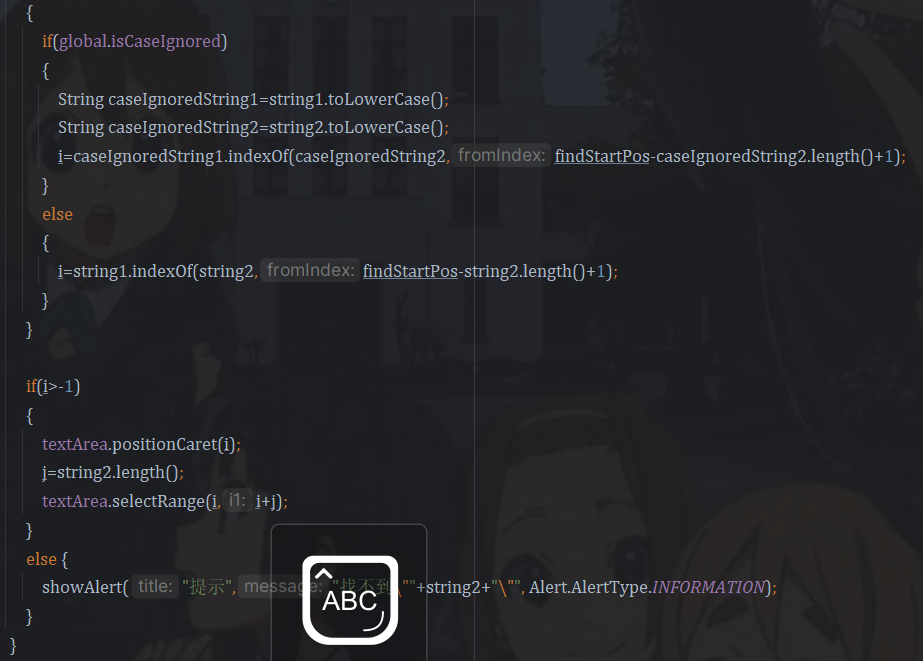 {
if(global.isCaseIgnored)
{
String caseIgnoredString1=string1.toLowerCase();
String caseIgnoredString2=string2.toLowerCase();
i=caseIgnoredString1.indexOf(caseIgnoredString2, fromIndex: findStartPos-caseIgnoredString2.length()+1);
}
else
{
i=string1.indexOf(string2, fromIndex: findStartPos-string2.length()+1);
}
}
if(i>-1)
{
textArea.positionCaret(i);
j=string2.length();
textArea.selectRange(i, i1: i+j);
}
else {
showAlert( title: "提示", message: "找不到\""+string2+"\"", Alert.AlertType.INFORMATION);
}
}
ABC